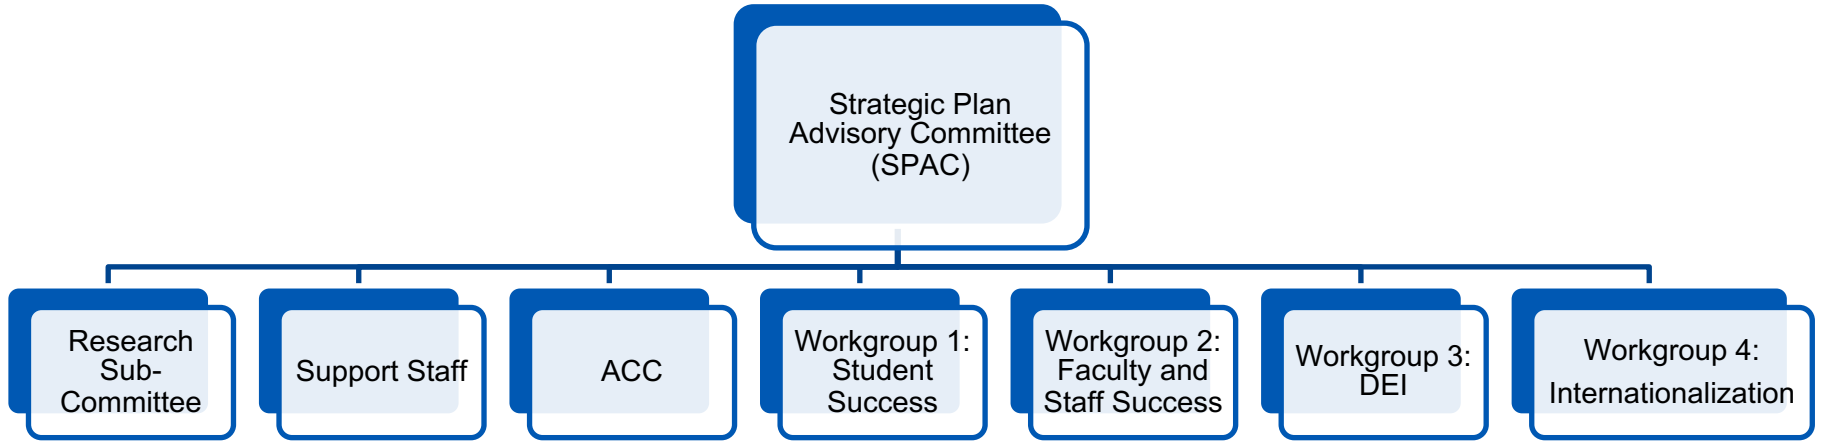 Strategic Plan
Advisory Committee
(SPAC)
Research
Sub-
Committee
Support Staff
ACC
Workgroup 1:
Student
Success
Workgroup 2:
Faculty and
Staff Success
Workgroup 3:
DEI
Workgroup 4:
Internationalization